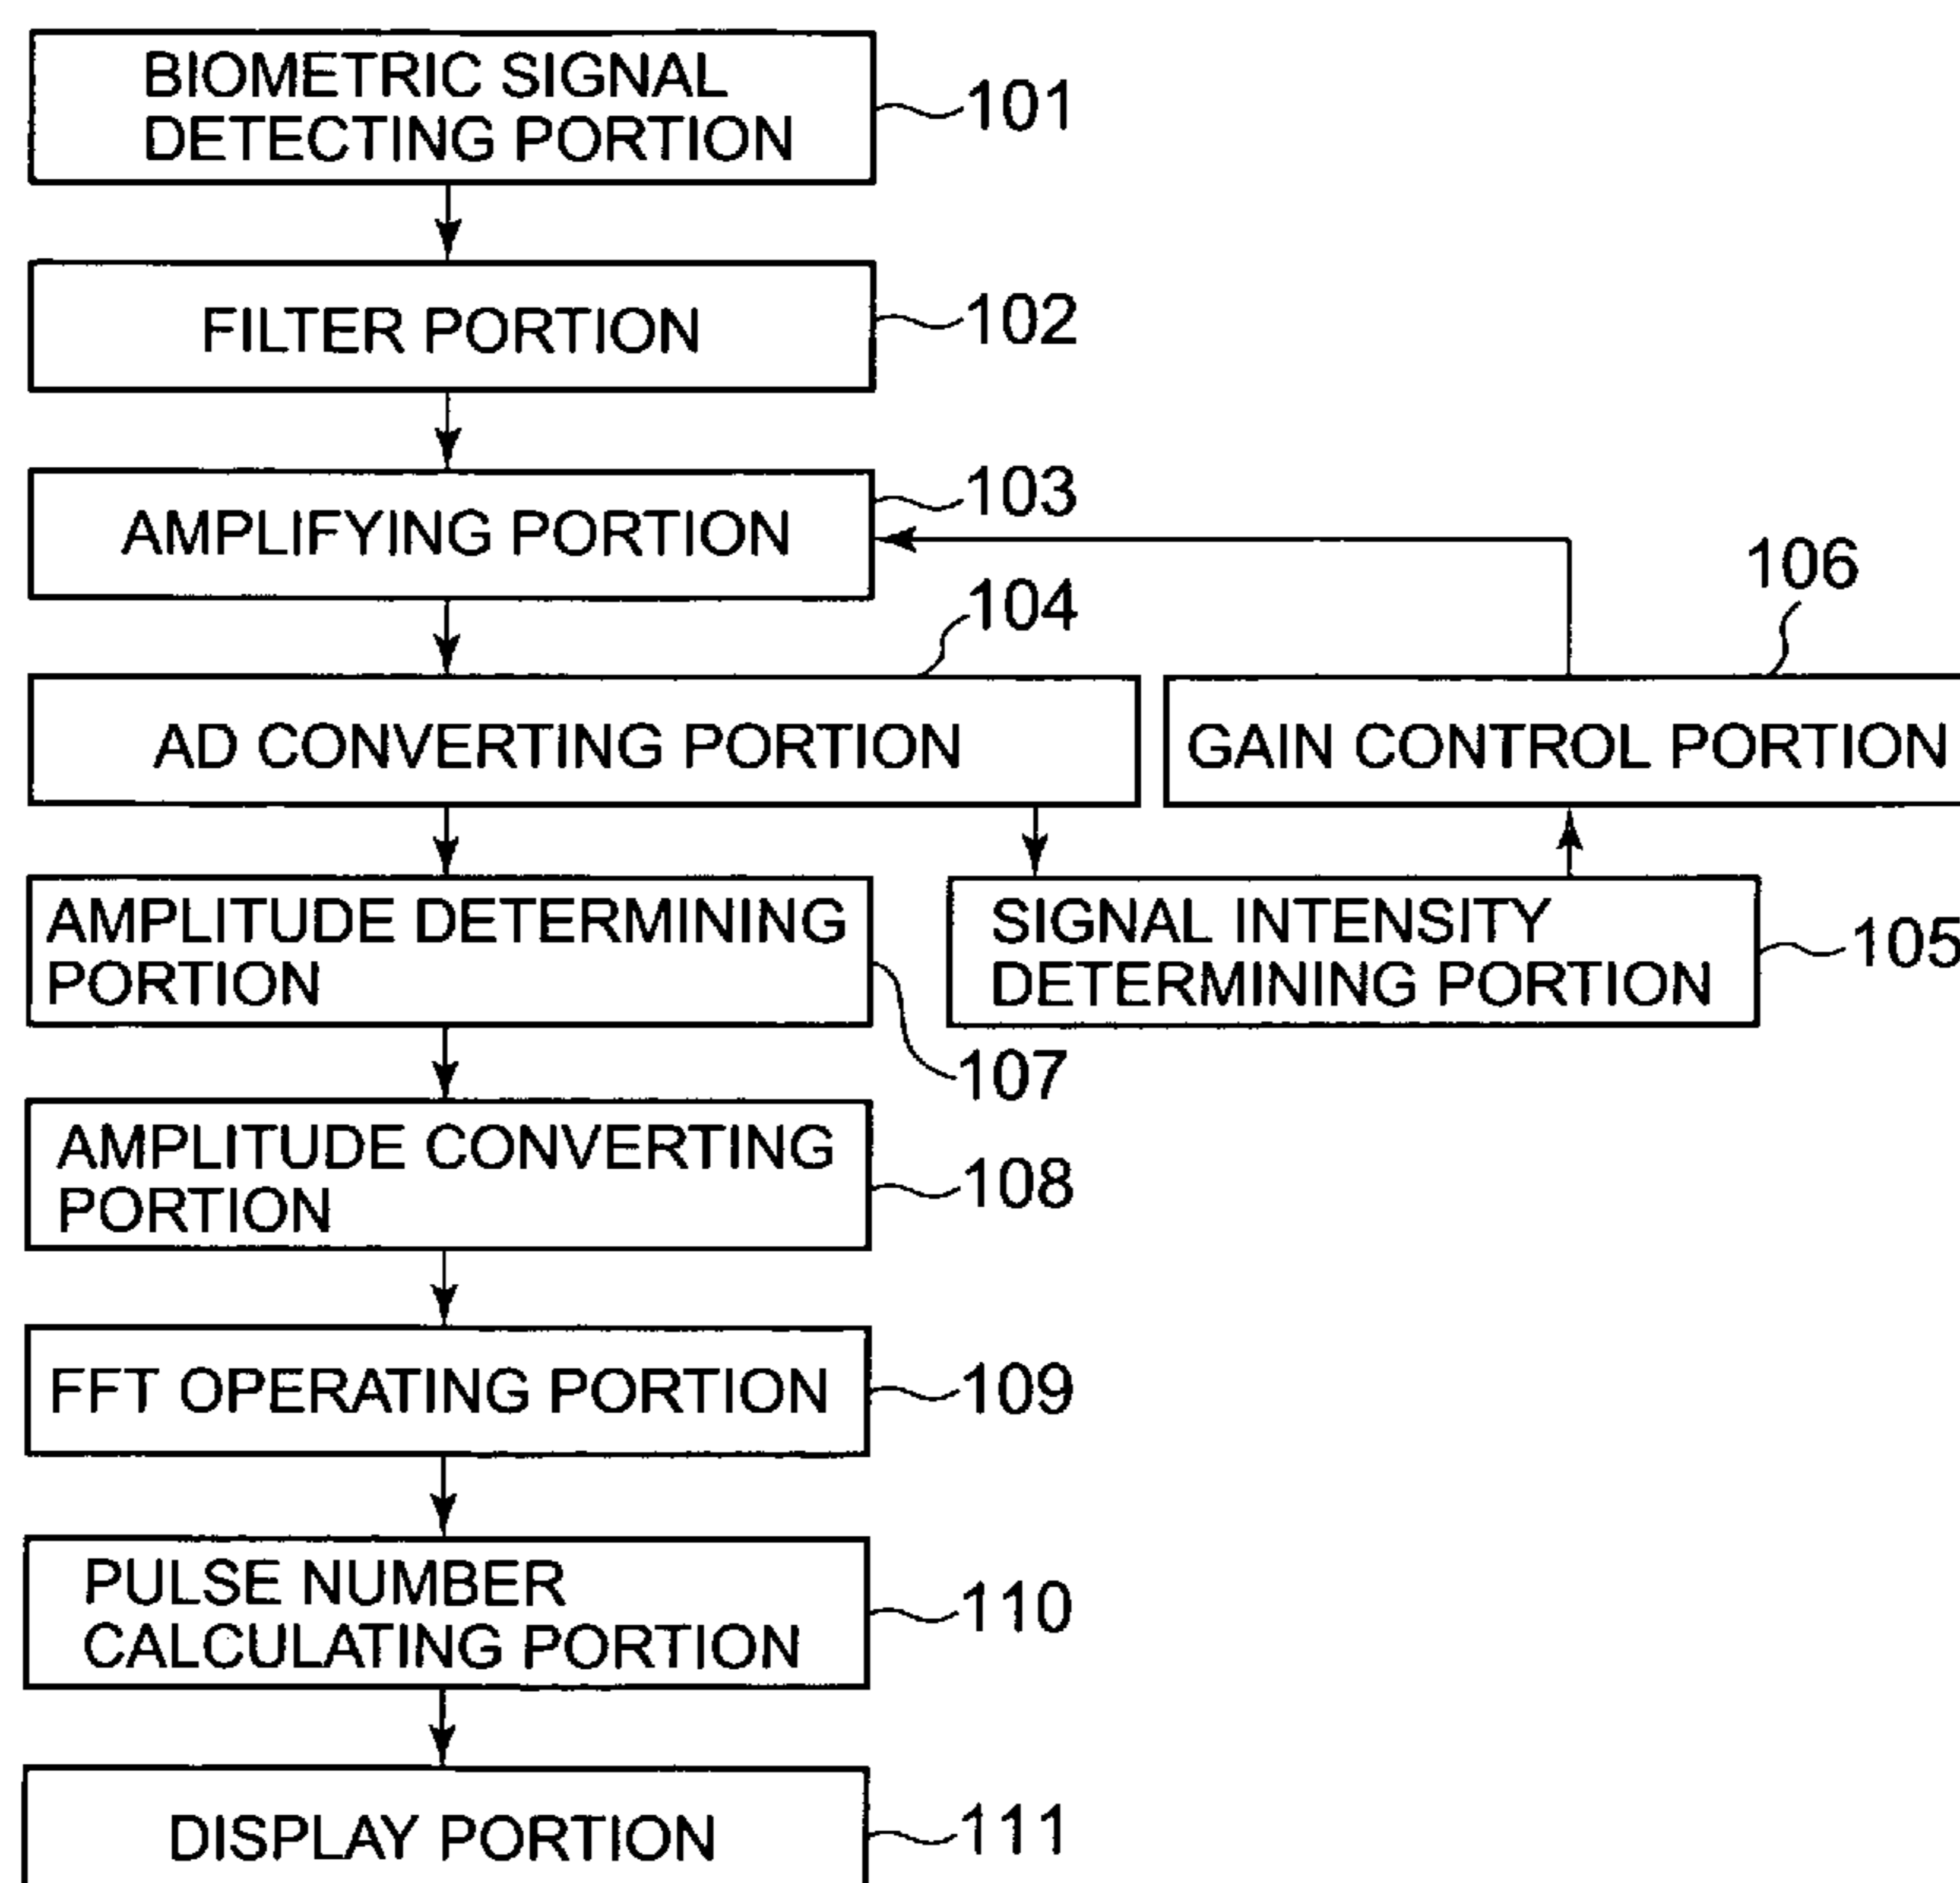 BIOMETRIC SIGNAL
DETECTING PORTION
101
FILTER PORTION
102
AMPLIFYING PORTION
103
104
106
AD CONVERTING PORTION
GAIN CONTROL PORTION
AMPLITUDE DETERMINING
PORTION
SIGNAL INTENSITY
DETERMINING PORTION
105
107
AMPLITUDE CONVERTING
PORTION
108
FFT OPERATING PORTION
109
PULSE NUMBER
CALCULATING PORTION
110
DISPLAY PORTION
111